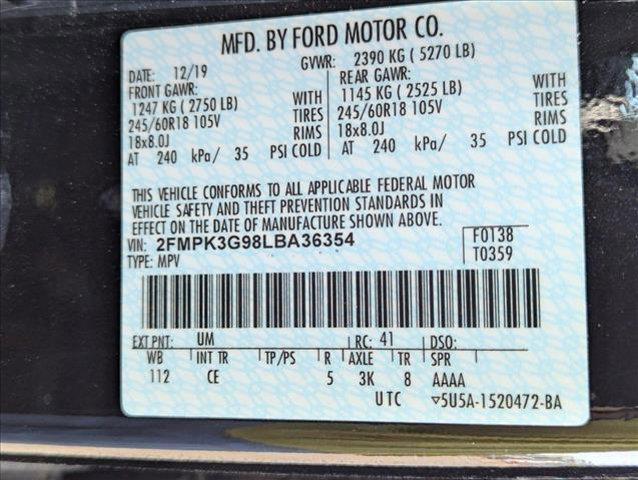 MFD. BY FORD MOTOR CO.
DATE: 12/19 GVWR: 2390 KG (5270 LB)
FRONT GAWR: REAR GAWR:
1247 KG (2750 LB) WITH 1145 KG (2525 LB) WITH
245/60R18 105V TIRES 245/60R18 105V TIRES
18x8.0J RIMS 18x8.0J RIMS
AT 240 kPa/ 35 PSI COLD AT 240 kPa/ 35 PSI COLD
THIS VEHICLE CONFORMS TO ALL APPLICABLE FEDERAL MOTOR
VEHICLE SAFETY AND THEFT PREVENTION STANDARDS IN
EFFECT ON THE DATE OF MANUFACTURE SHOWN ABOVE.
VIN: 2FMPK3G98LBA36354 F0138
TYPE: MPV T0359
EXT PNT: UM RC: 41 DSO:
WB INT TR TP/PS R AXLE TR SPR
112 CE 5 3K 8 AAAA
UTC ▽5U5A-1520472-BA